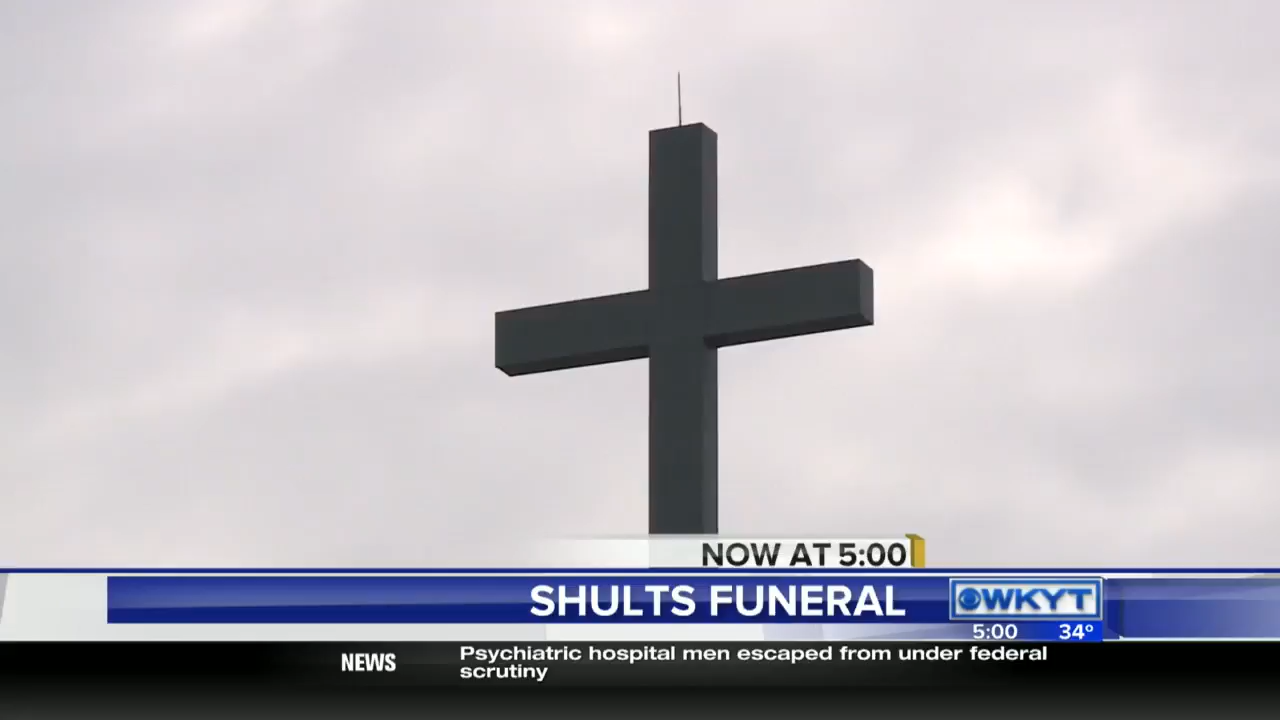 NOW AT 5:00
SHULTS FUNERAL
WKYT
5:00 34°
NEWS
Psychiatric hospital men escaped from under federal
scrutiny